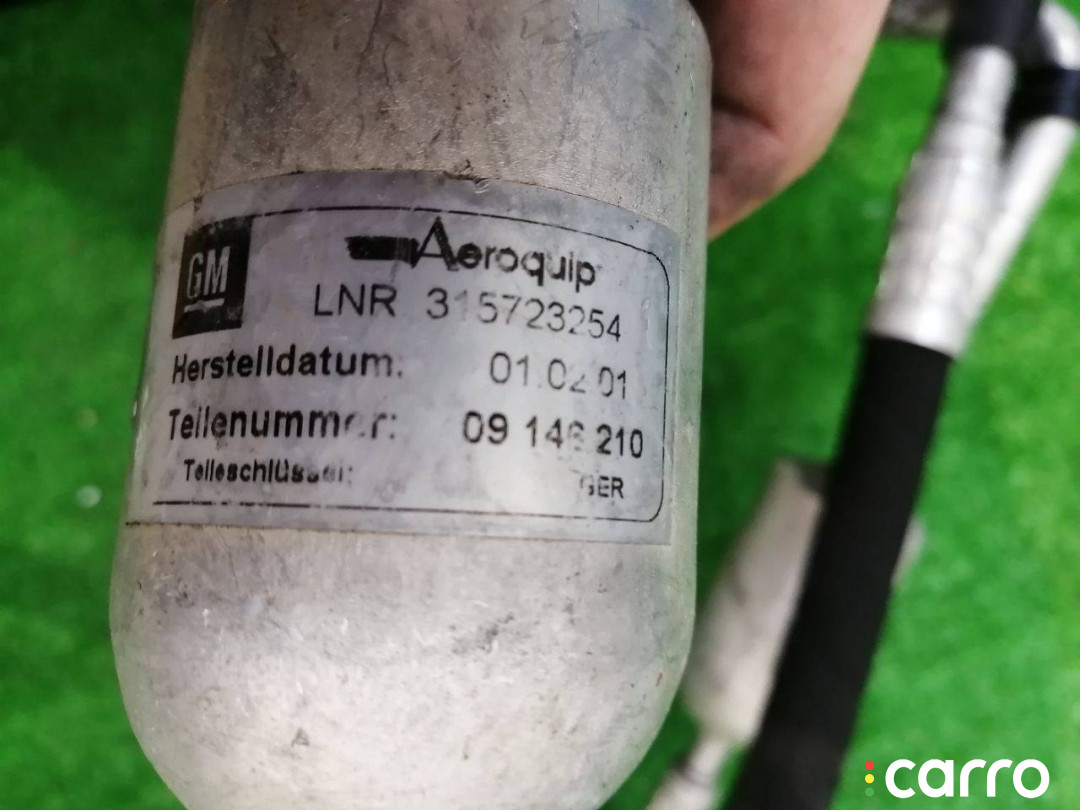 GM
Aeroquip
LNR 315723254
Herstelldatum: 01.02.01
Teilenummer: 09 146 210
Teileschlüssel: GER
carro